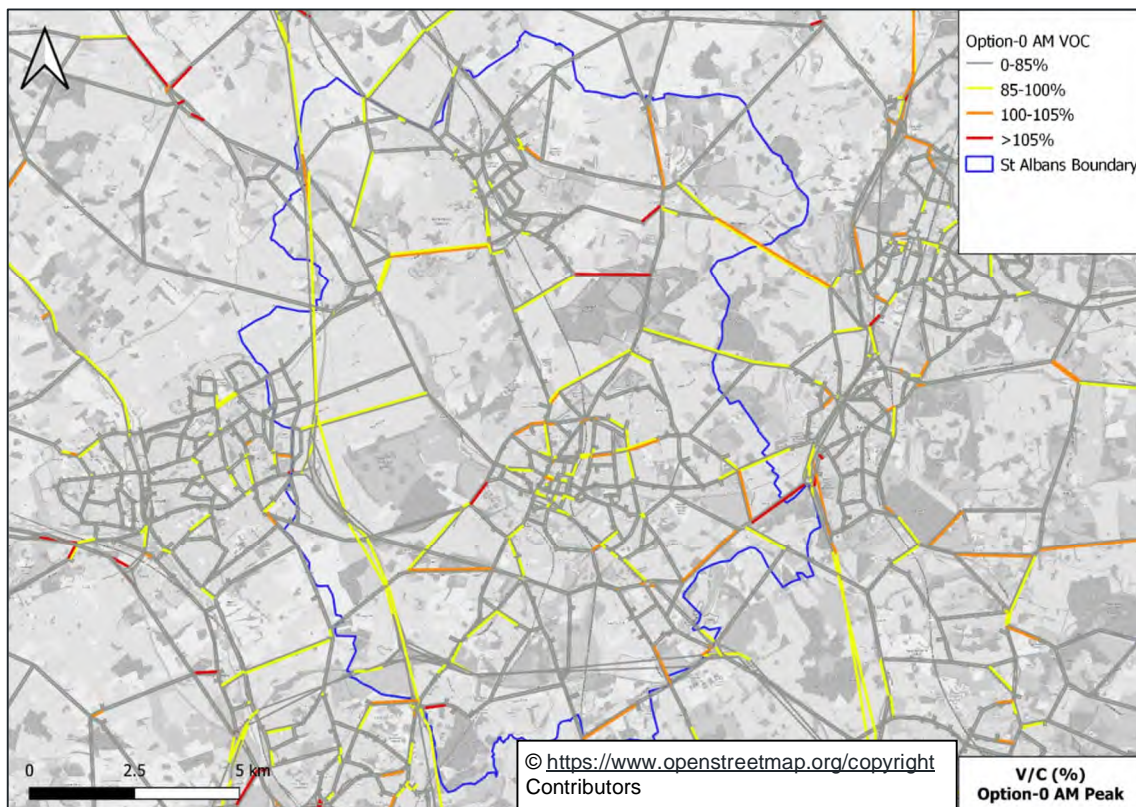 Option-0 AM VOC
0-85%
85-100%
100-105%
>105%
St Albans Boundary
0 2.5 5 km
© https://www.openstreetmap.org/copyright
Contributors
V/C (%)
Option-0 AM Peak